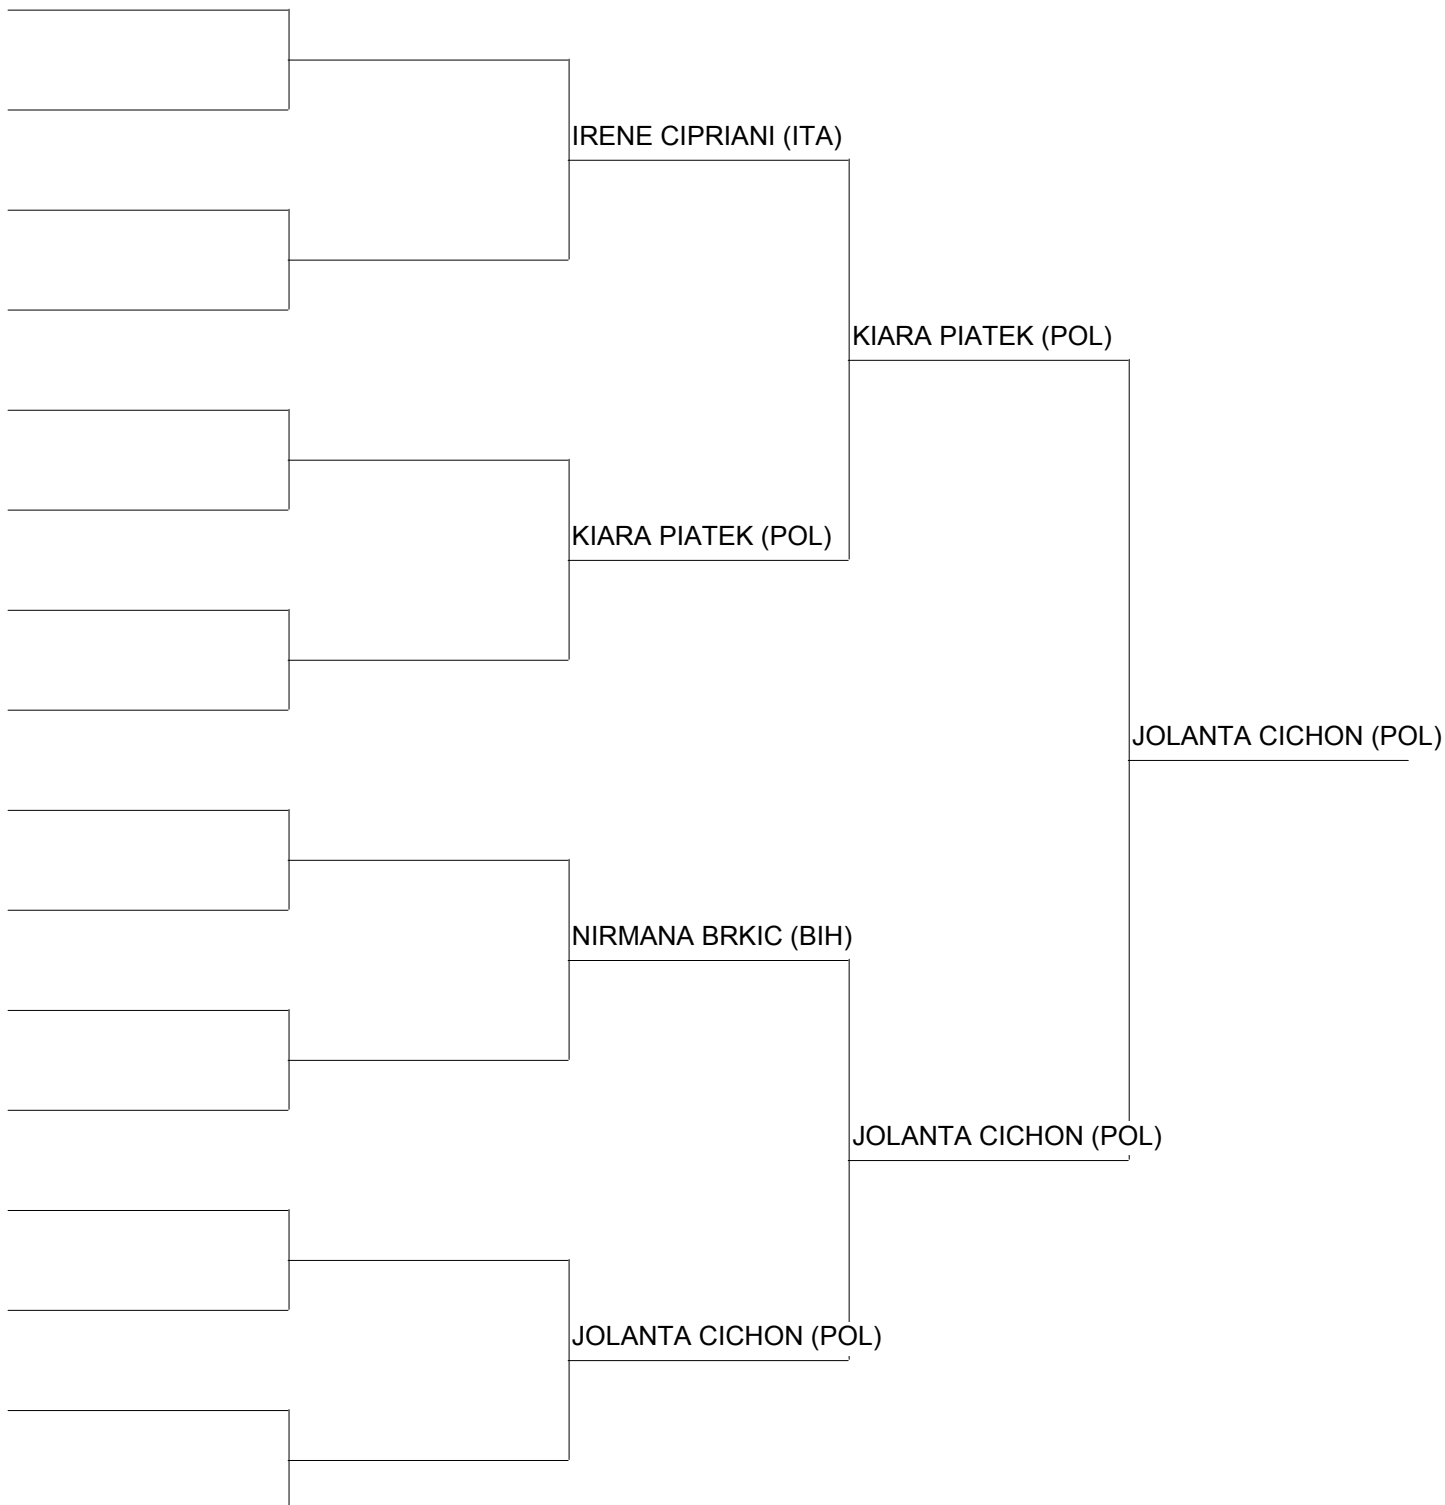 IRENE CIPRIANI (ITA)
KIARA PIATEK (POL)
KIARA PIATEK (POL)
JOLANTA CICHON (POL)
NIRMANA BRKIC (BIH)
JOLANTA CICHON (POL)
JOLANTA CICHON (POL)